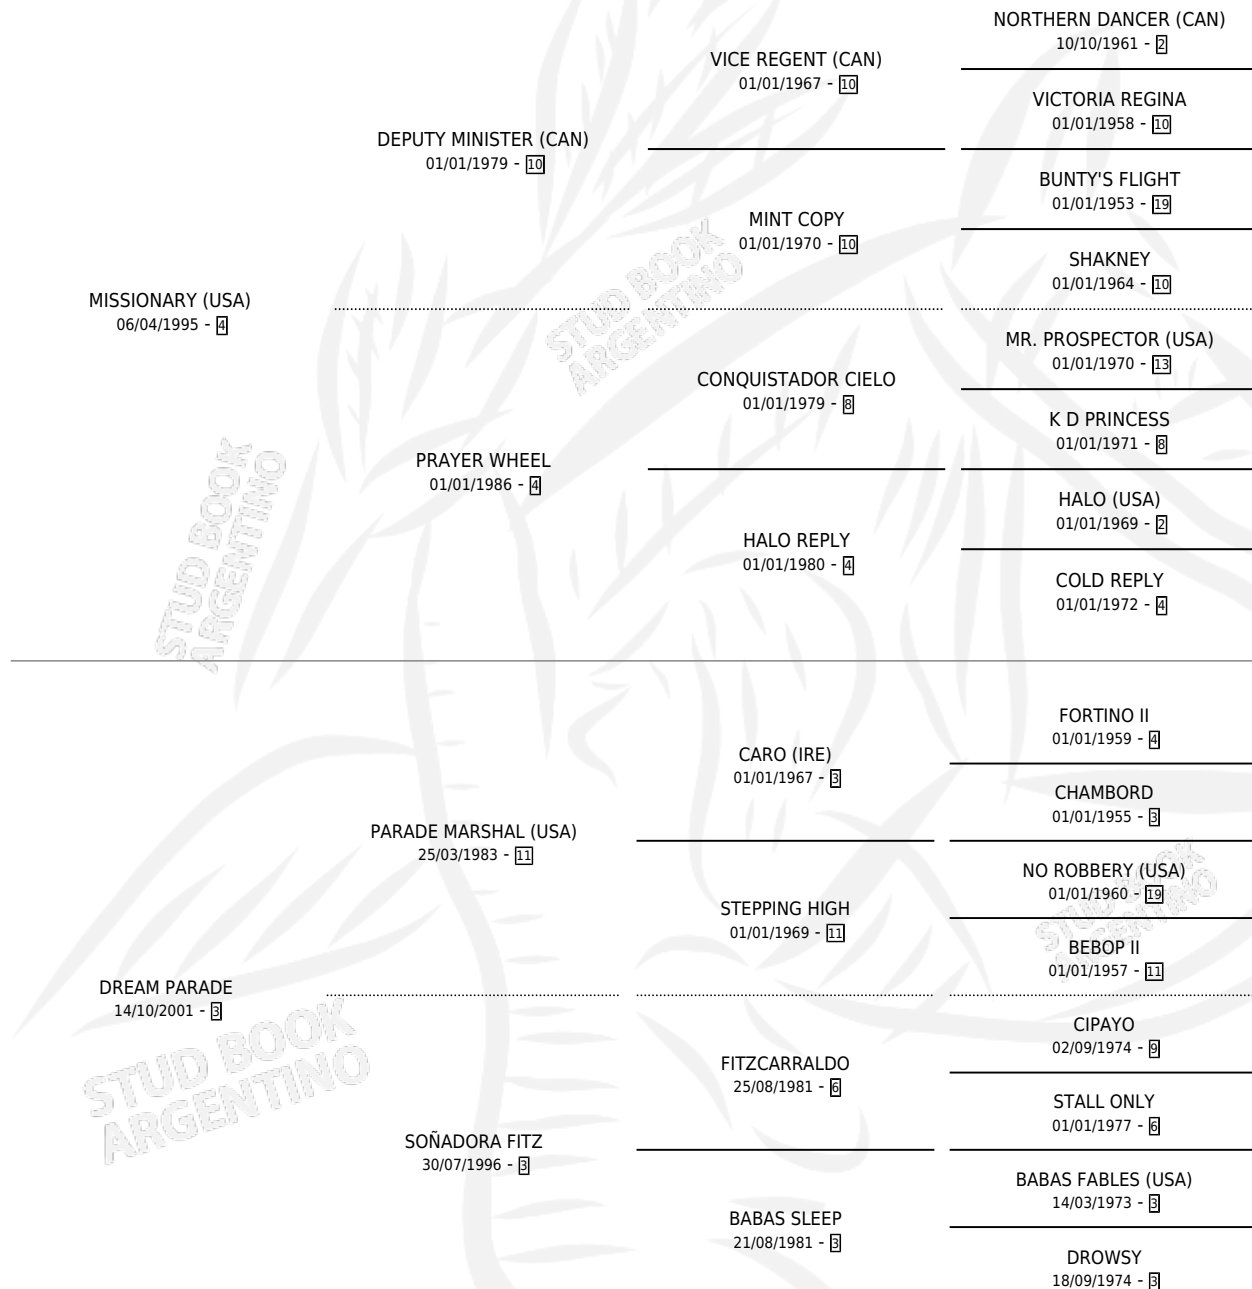 NORTHERN DANCER (CAN)
10/10/1961 - 2
VICE REGENT (CAN)
01/01/1967 - 10
VICTORIA REGINA
01/01/1958 - 10
DEPUTY MINISTER (CAN)
01/01/1979 - 10
BUNTY'S FLIGHT
01/01/1953 - 19
MINT COPY
01/01/1970 - 10
SHAKNEY
01/01/1964 - 10
MISSIONARY (USA)
06/04/1995 - 4
MR. PROSPECTOR (USA)
01/01/1970 - 13
CONQUISTADOR CIELO
01/01/1979 - 8
K D PRINCESS
01/01/1971 - 8
PRAYER WHEEL
01/01/1986 - 4
HALO (USA)
01/01/1969 - 2
HALO REPLY
01/01/1980 - 4
COLD REPLY
01/01/1972 - 4
FORTINO II
01/01/1959 - 4
CARO (IRE)
01/01/1967 - 3
CHAMBORD
01/01/1955 - 3
PARADE MARSHAL (USA)
25/03/1983 - 11
NO ROBBERY (USA)
01/01/1960 - 19
STEPPING HIGH
01/01/1969 - 11
BEBOP II
01/01/1957 - 11
DREAM PARADE
14/10/2001 - 3
CIPAYO
02/09/1974 - 9
FITZCARRALDO
25/08/1981 - 6
STALL ONLY
01/01/1977 - 6
SOÑADORA FITZ
30/07/1996 - 3
BABAS FABLES (USA)
14/03/1973 - 3
BABAS SLEEP
21/08/1981 - 3
DROWSY
18/09/1974 - 3
STUD BOOK
ARGENTINO
STUD BOOK
ARGENTINO
STUD BOOK
ARGENTINO
STUD BOOK
ARGENTINO